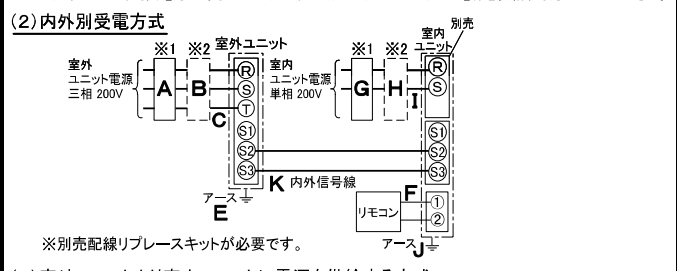 (2)内外別受電方式
別売
※1 ※2 室外ユニット
※1 ※2 室内ユニット
室外
ユニット電源
三相 200V
A B C
R
S
T
S1
S2
S3
室内
ユニット電源
単相 200V
G H I
R
S
S1
S2
S3
K 内外信号線
アース
E
リモコン
F
①
②
アース J
※別売配線リプレースキットが必要です。